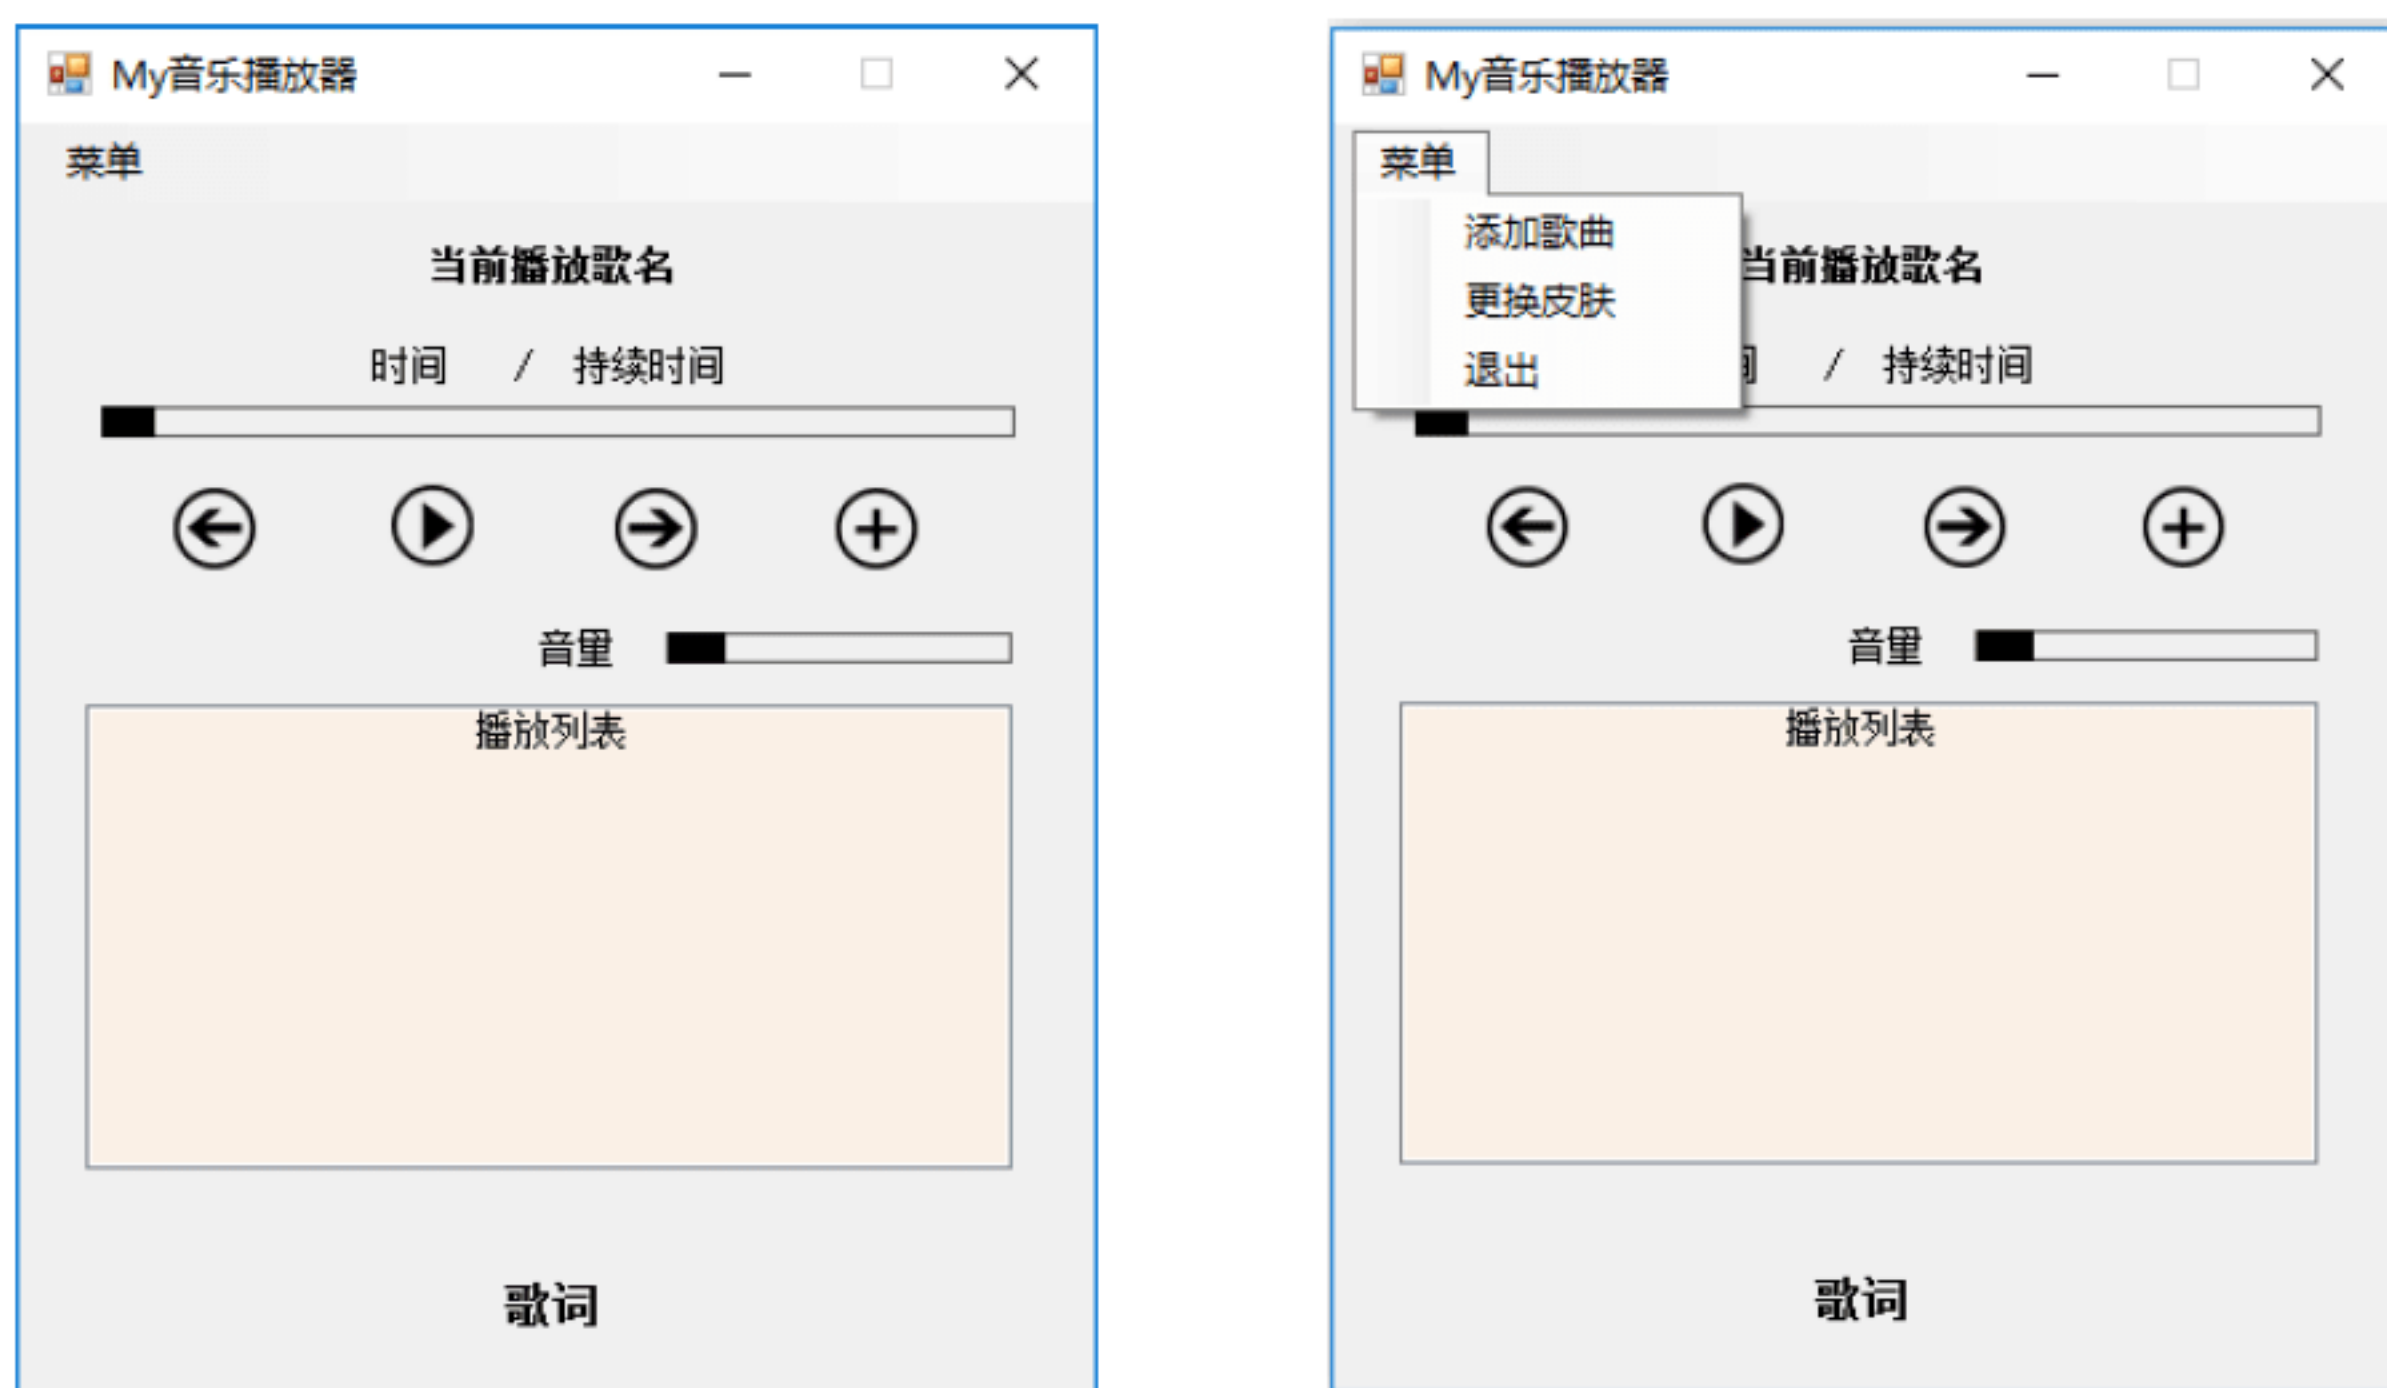 My音乐播放器
菜单
当前播放歌名
时间 / 持续时间
音里
播放列表
歌词
My音乐播放器
菜单
添加歌曲
更换皮肤
退出
当前播放歌名
间 / 持续时间
音里
播放列表
歌词